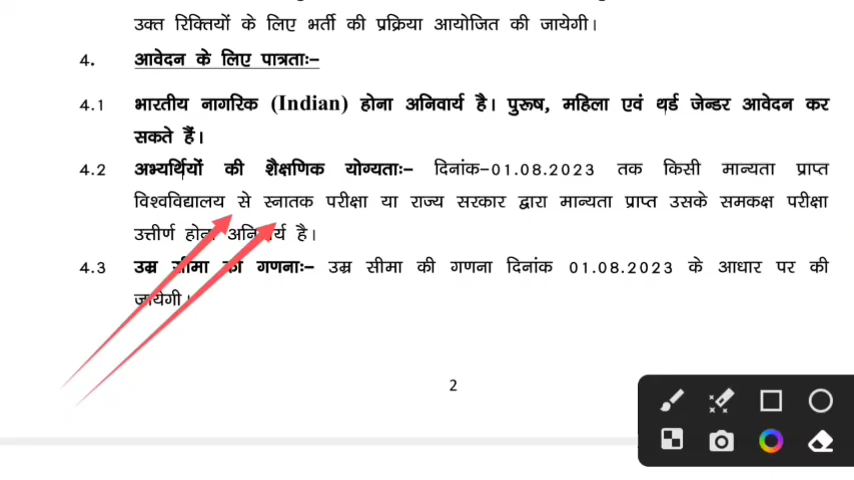 उक्त रिक्तियों के लिए भर्ती की प्रक्रिया आयोजित की जायेगी।
4. आवेदन के लिए पात्रताः–
4.1 भारतीय नागरिक (Indian) होना अनिवार्य है। पुरूष, महिला एवं थर्ड जेन्डर आवेदन कर
सकते हैं।
4.2 अभ्यर्थियों की शैक्षणिक योग्यताः– दिनांक–01.08.2023 तक किसी मान्यता प्राप्त
विश्वविद्यालय से स्नातक परीक्षा या राज्य सरकार द्वारा मान्यता प्राप्त उसके समकक्ष परीक्षा
उत्तीर्ण होना अनिवार्य है।
4.3 उम्र सीमा की गणनाः– उम्र सीमा की गणना दिनांक 01.08.2023 के आधार पर की
जायेगी।
2